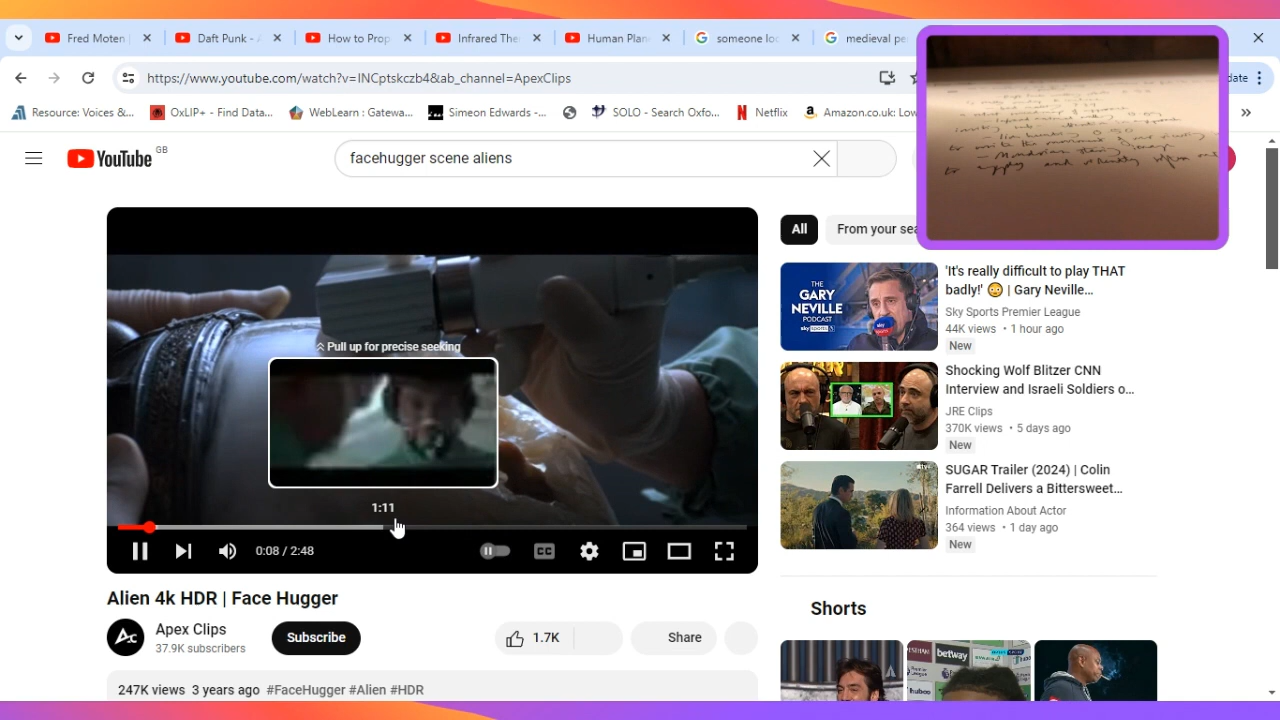 Fred Moten
Daft Punk - A
How to Prop
Infrared The
Human Plan
someone loo
medieval pe
https://www.youtube.com/watch?v=INCptskczb4&ab_channel=ApexClips
date
Resource: Voices &...
OxLIP+ - Find Data...
WebLearn : Gatewa...
Simeon Edwards -...
SOLO - Search Oxfo...
Netflix
Amazon.co.uk: Low
YouTube GB
facehugger scene aliens
Pull up for precise seeking
1:11
0:08 / 2:48
CC
Alien 4k HDR | Face Hugger
Apex Clips
37.9K subscribers
Subscribe
1.7K
Share
247K views 3 years ago #FaceHugger #Alien #HDR
All
From your sea
THE
GARY
NEVILLE
PODCAST
sky sports
'It's really difficult to play THAT
badly!' 😳 | Gary Neville...
Sky Sports Premier League
44K views • 1 hour ago
New
Shocking Wolf Blitzer CNN
Interview and Israeli Soldiers o...
JRE Clips
370K views • 5 days ago
New
SUGAR Trailer (2024) | Colin
Farrell Delivers a Bittersweet...
Information About Actor
364 views • 1 day ago
New
Shorts
betway